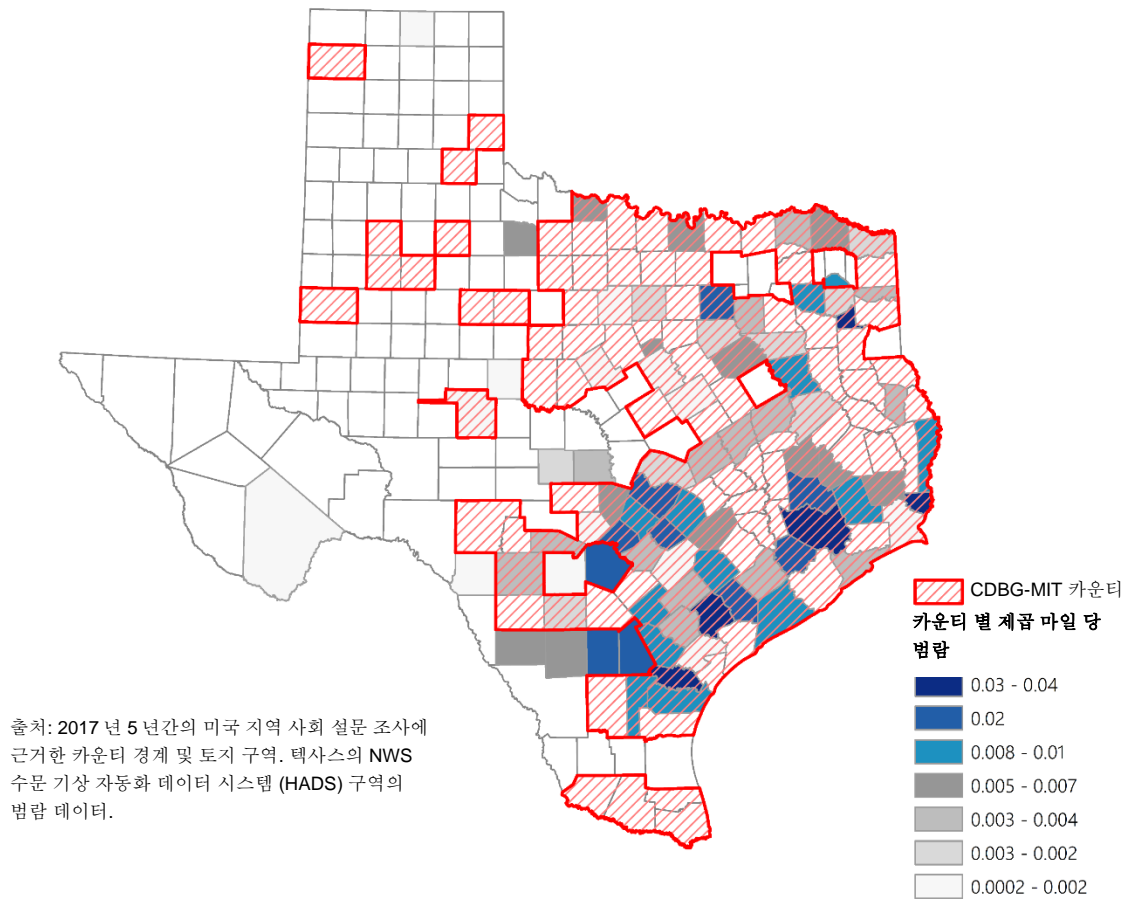 CDBG-MIT 카운티
카운티 별 제곱 마일 당
범람
0.03 - 0.04
0.02
0.008 - 0.01
0.005 - 0.007
0.003 - 0.004
0.003 - 0.002
0.0002 - 0.002
출처: 2017 년 5 년간의 미국 지역 사회 설문 조사에
근거한 카운티 경계 및 토지 구역. 텍사스의 NWS
수문 기상 자동화 데이터 시스템 (HADS) 구역의
범람 데이터.